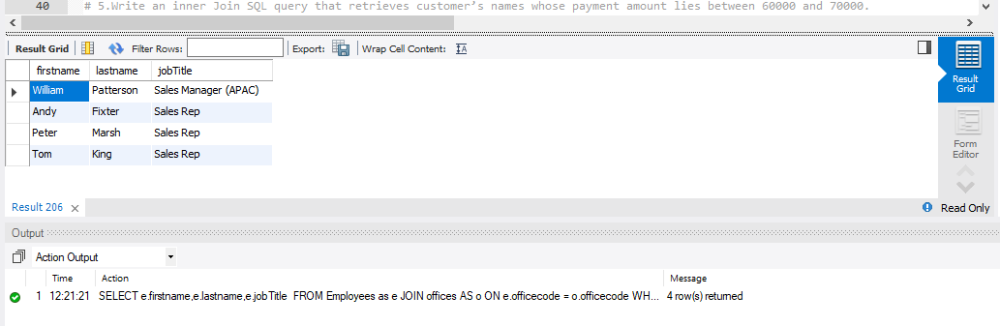 40 # 5.Write an inner Join SQL query that retrieves customer’s names whose payment amount lies between 60000 and 70000.
Result Grid Filter Rows: Export: Wrap Cell Content: IA
firstname lastname jobTitle
William Patterson Sales Manager (APAC)
Andy Fixter Sales Rep
Peter Marsh Sales Rep
Tom King Sales Rep
Result
Grid
Form
Editor
Result 206 × Read Only
Output
Action Output
Time Action Message
1 12:21:21 SELECT e.firstname,e.lastname,e.jobTitle FROM Employees as e JOIN offices AS o ON e.officecode = o.officecode WH... 4 row(s) returned